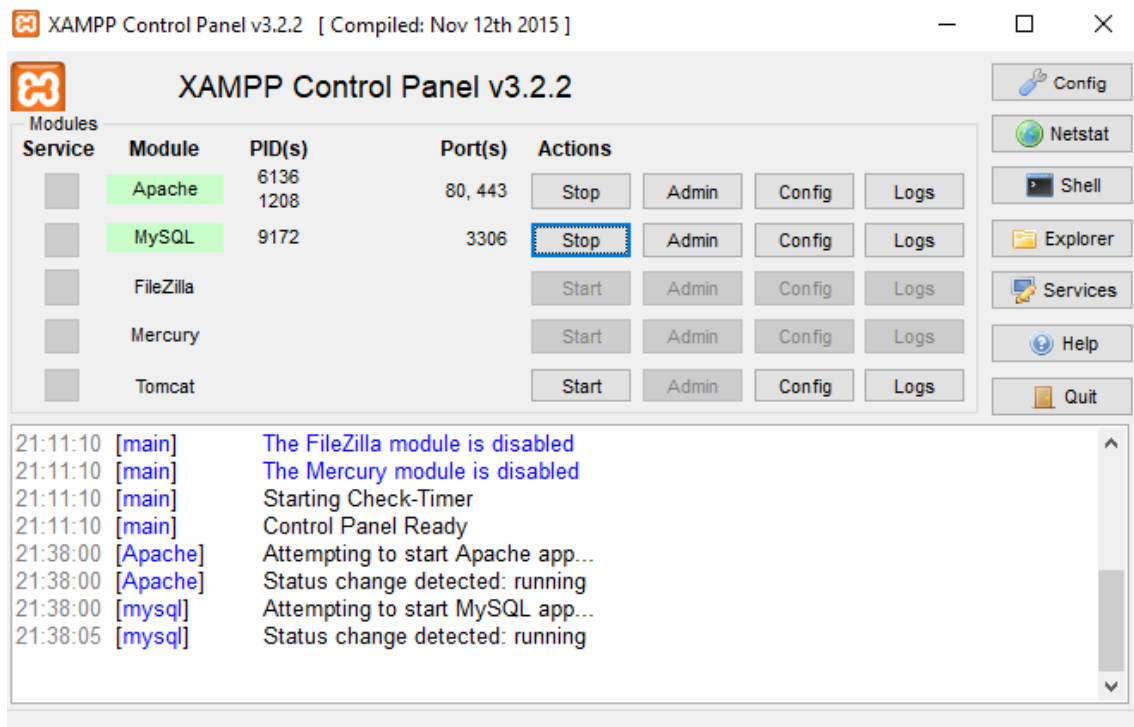 XAMPP Control Panel v3.2.2 [ Compiled: Nov 12th 2015 ]
XAMPP Control Panel v3.2.2
Config
Modules
Netstat
Service Module PID(s) Port(s) Actions
Apache 6136 80, 443 Stop Admin Config Logs
1208
Shell
MySQL 9172 3306 Stop Admin Config Logs
Explorer
FileZilla Start Admin Config Logs
Services
Mercury Start Admin Config Logs
Help
Tomcat Start Admin Config Logs
Quit
21:11:10 [main] The FileZilla module is disabled
21:11:10 [main] The Mercury module is disabled
21:11:10 [main] Starting Check-Timer
21:11:10 [main] Control Panel Ready
21:38:00 [Apache] Attempting to start Apache app...
21:38:00 [Apache] Status change detected: running
21:38:00 [mysql] Attempting to start MySQL app...
21:38:05 [mysql] Status change detected: running